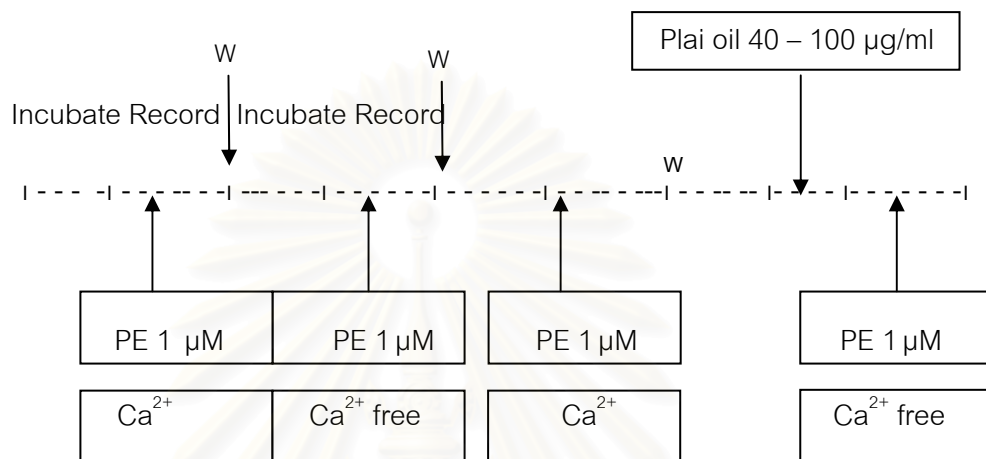 Plai oil 40 – 100 µg/ml
W W
Incubate Record Incubate Record
w
PE 1 µM PE 1 µM PE 1 µM PE 1 µM
Ca²⁺ Ca²⁺ free Ca²⁺ Ca²⁺ free